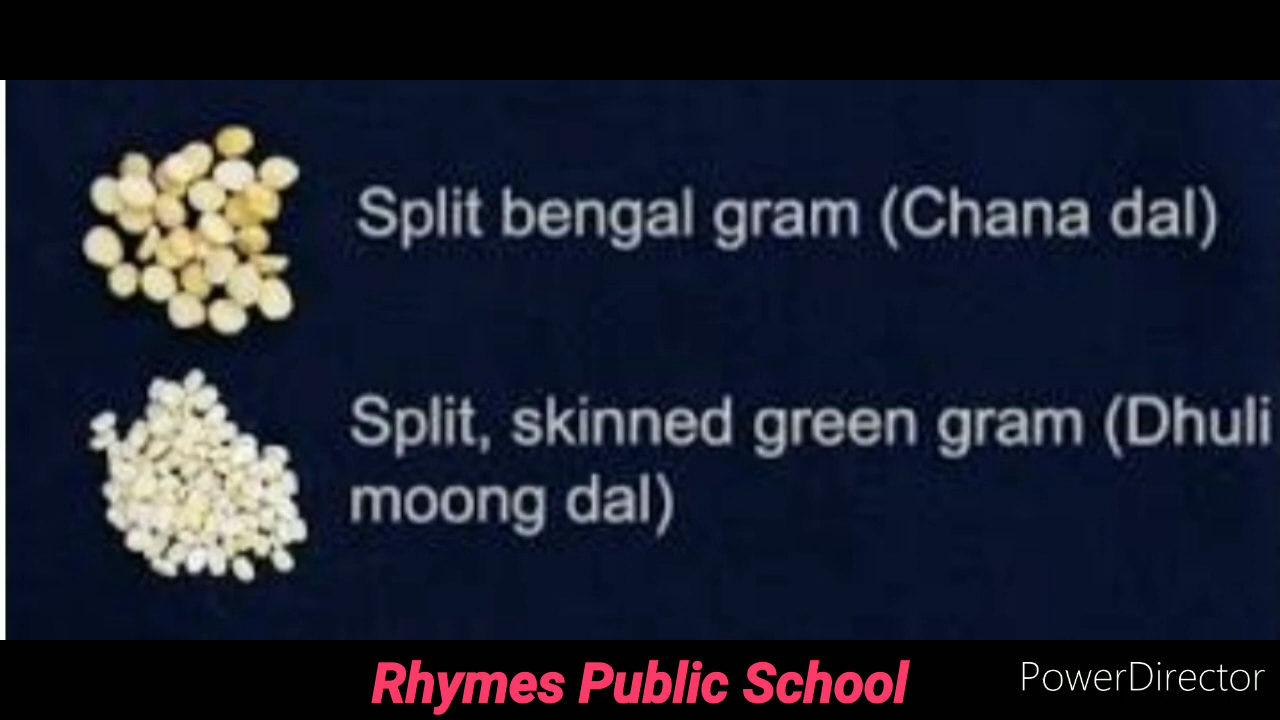 Split bengal gram (Chana dal)
Split, skinned green gram (Dhuli
moong dal)
Rhymes Public School
PowerDirector